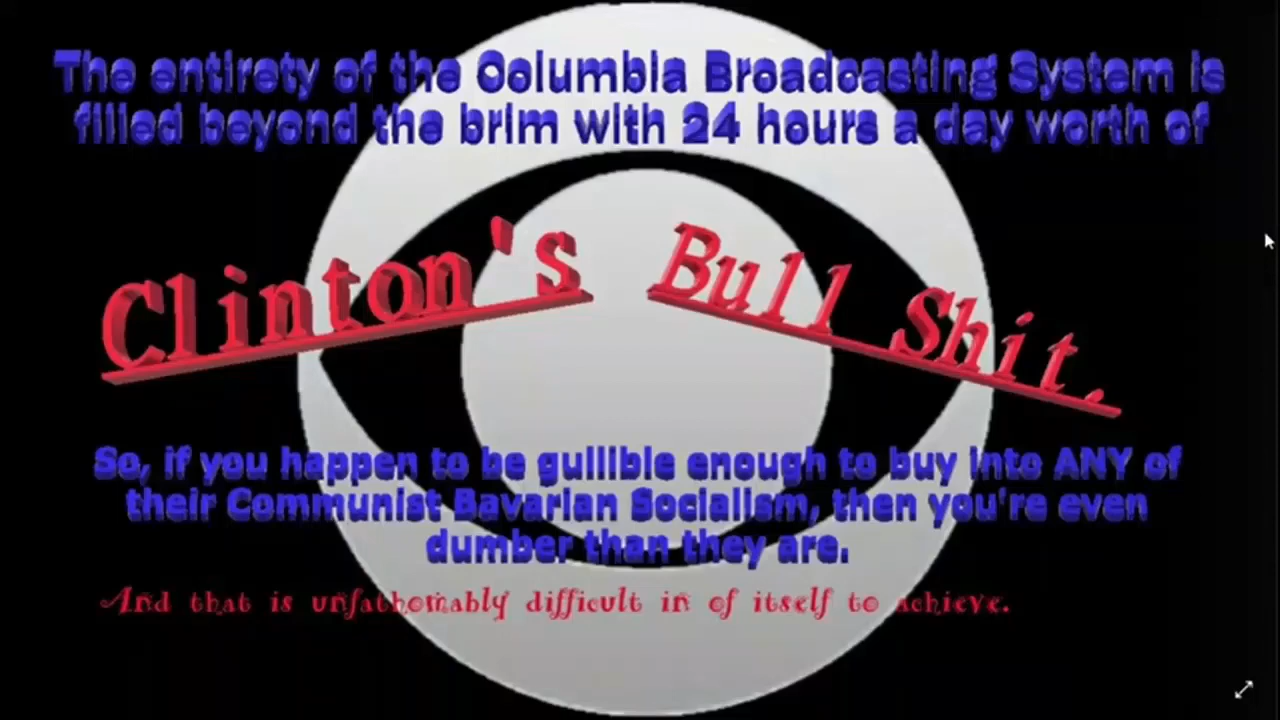 The entirety of the Columbia Broadcasting System is
filled beyond the brim with 24 hours a day worth of
Clinton's Bull Shit.
So, if you happen to be gullible enough to buy into ANY of
their Communist Bavarian Socialism, then you're even
dumber than they are.
And that is unfathomably difficult in of itself to achieve.